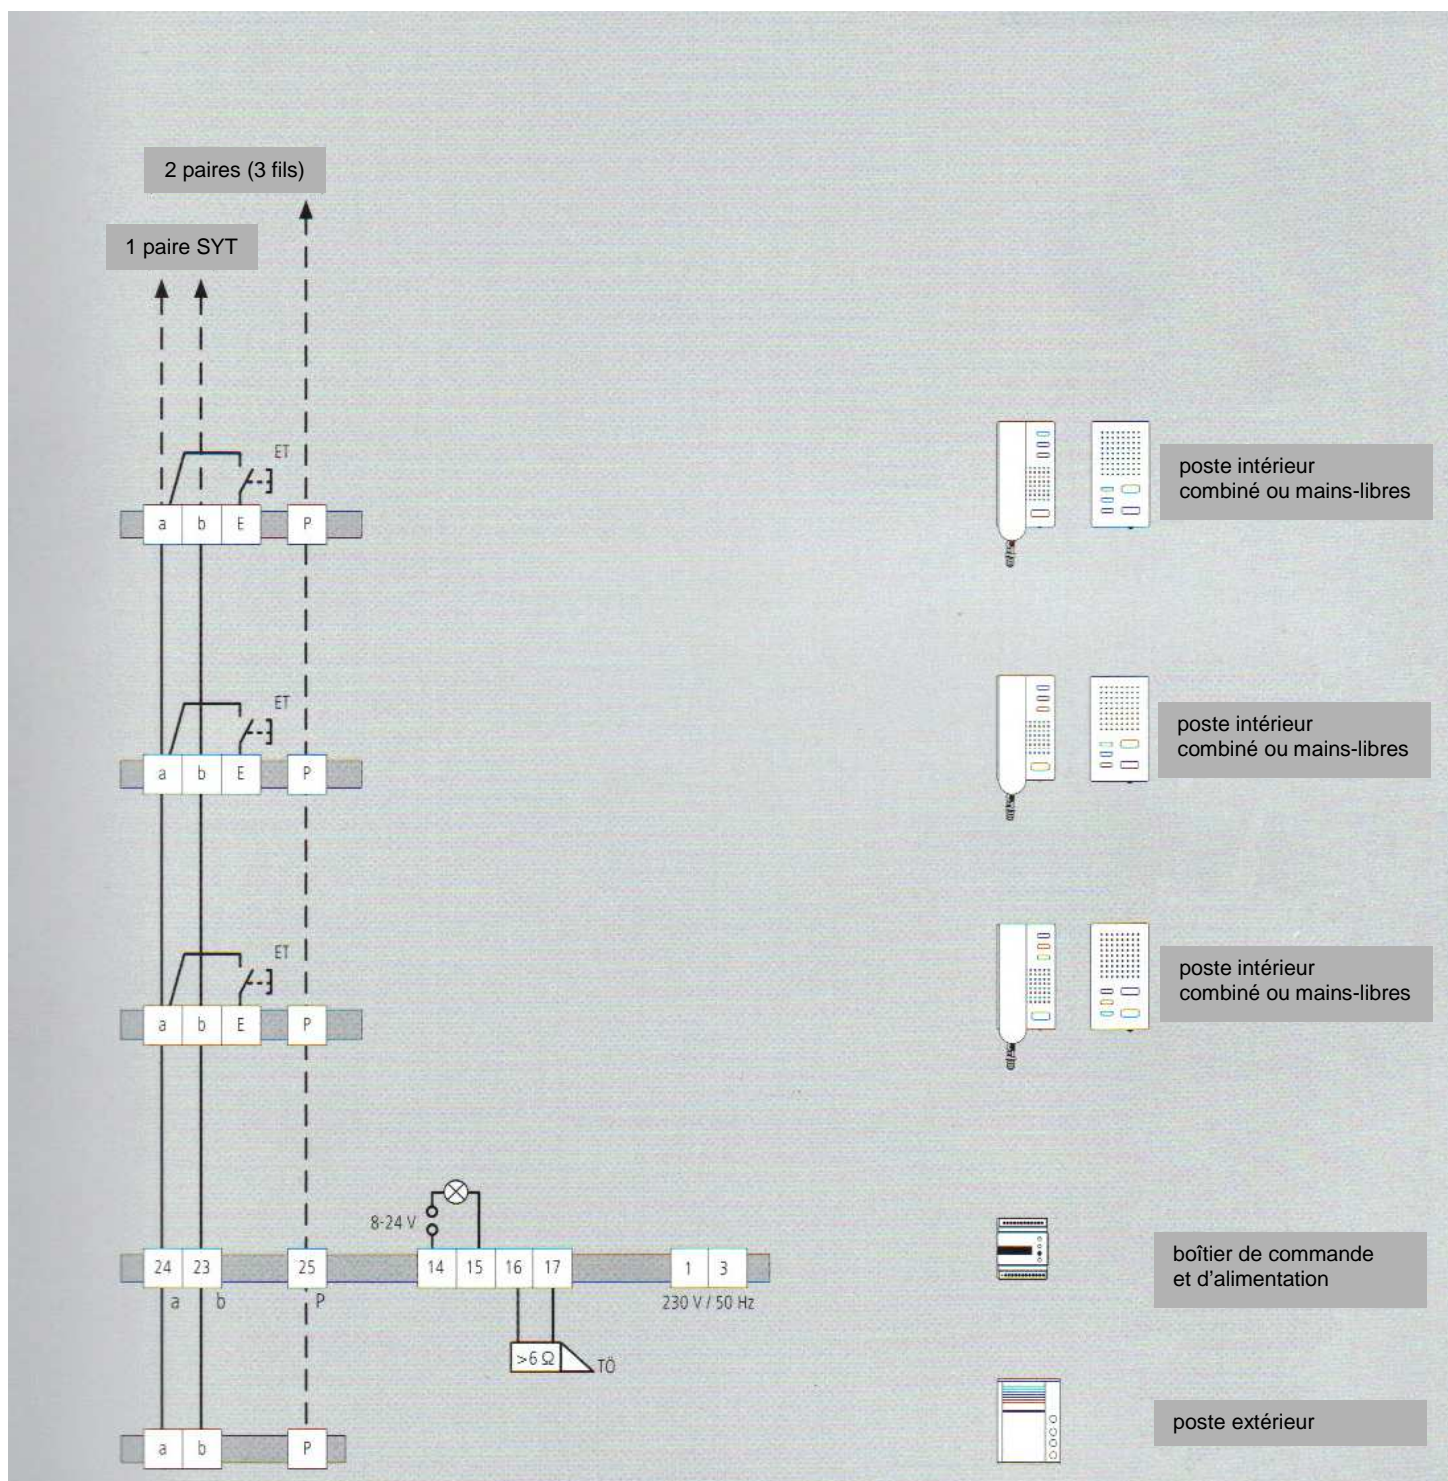 2 paires (3 fils)
1 paire SYT
ET
a b E P
poste intérieur
combiné ou mains-libres
ET
a b E P
poste intérieur
combiné ou mains-libres
ET
a b E P
poste intérieur
combiné ou mains-libres
8-24 V
24 23 25 14 15 16 17 1 3
a b P 230 V / 50 Hz
boîtier de commande
et d’alimentation
>6 Ω TÖ
a b P
poste extérieur